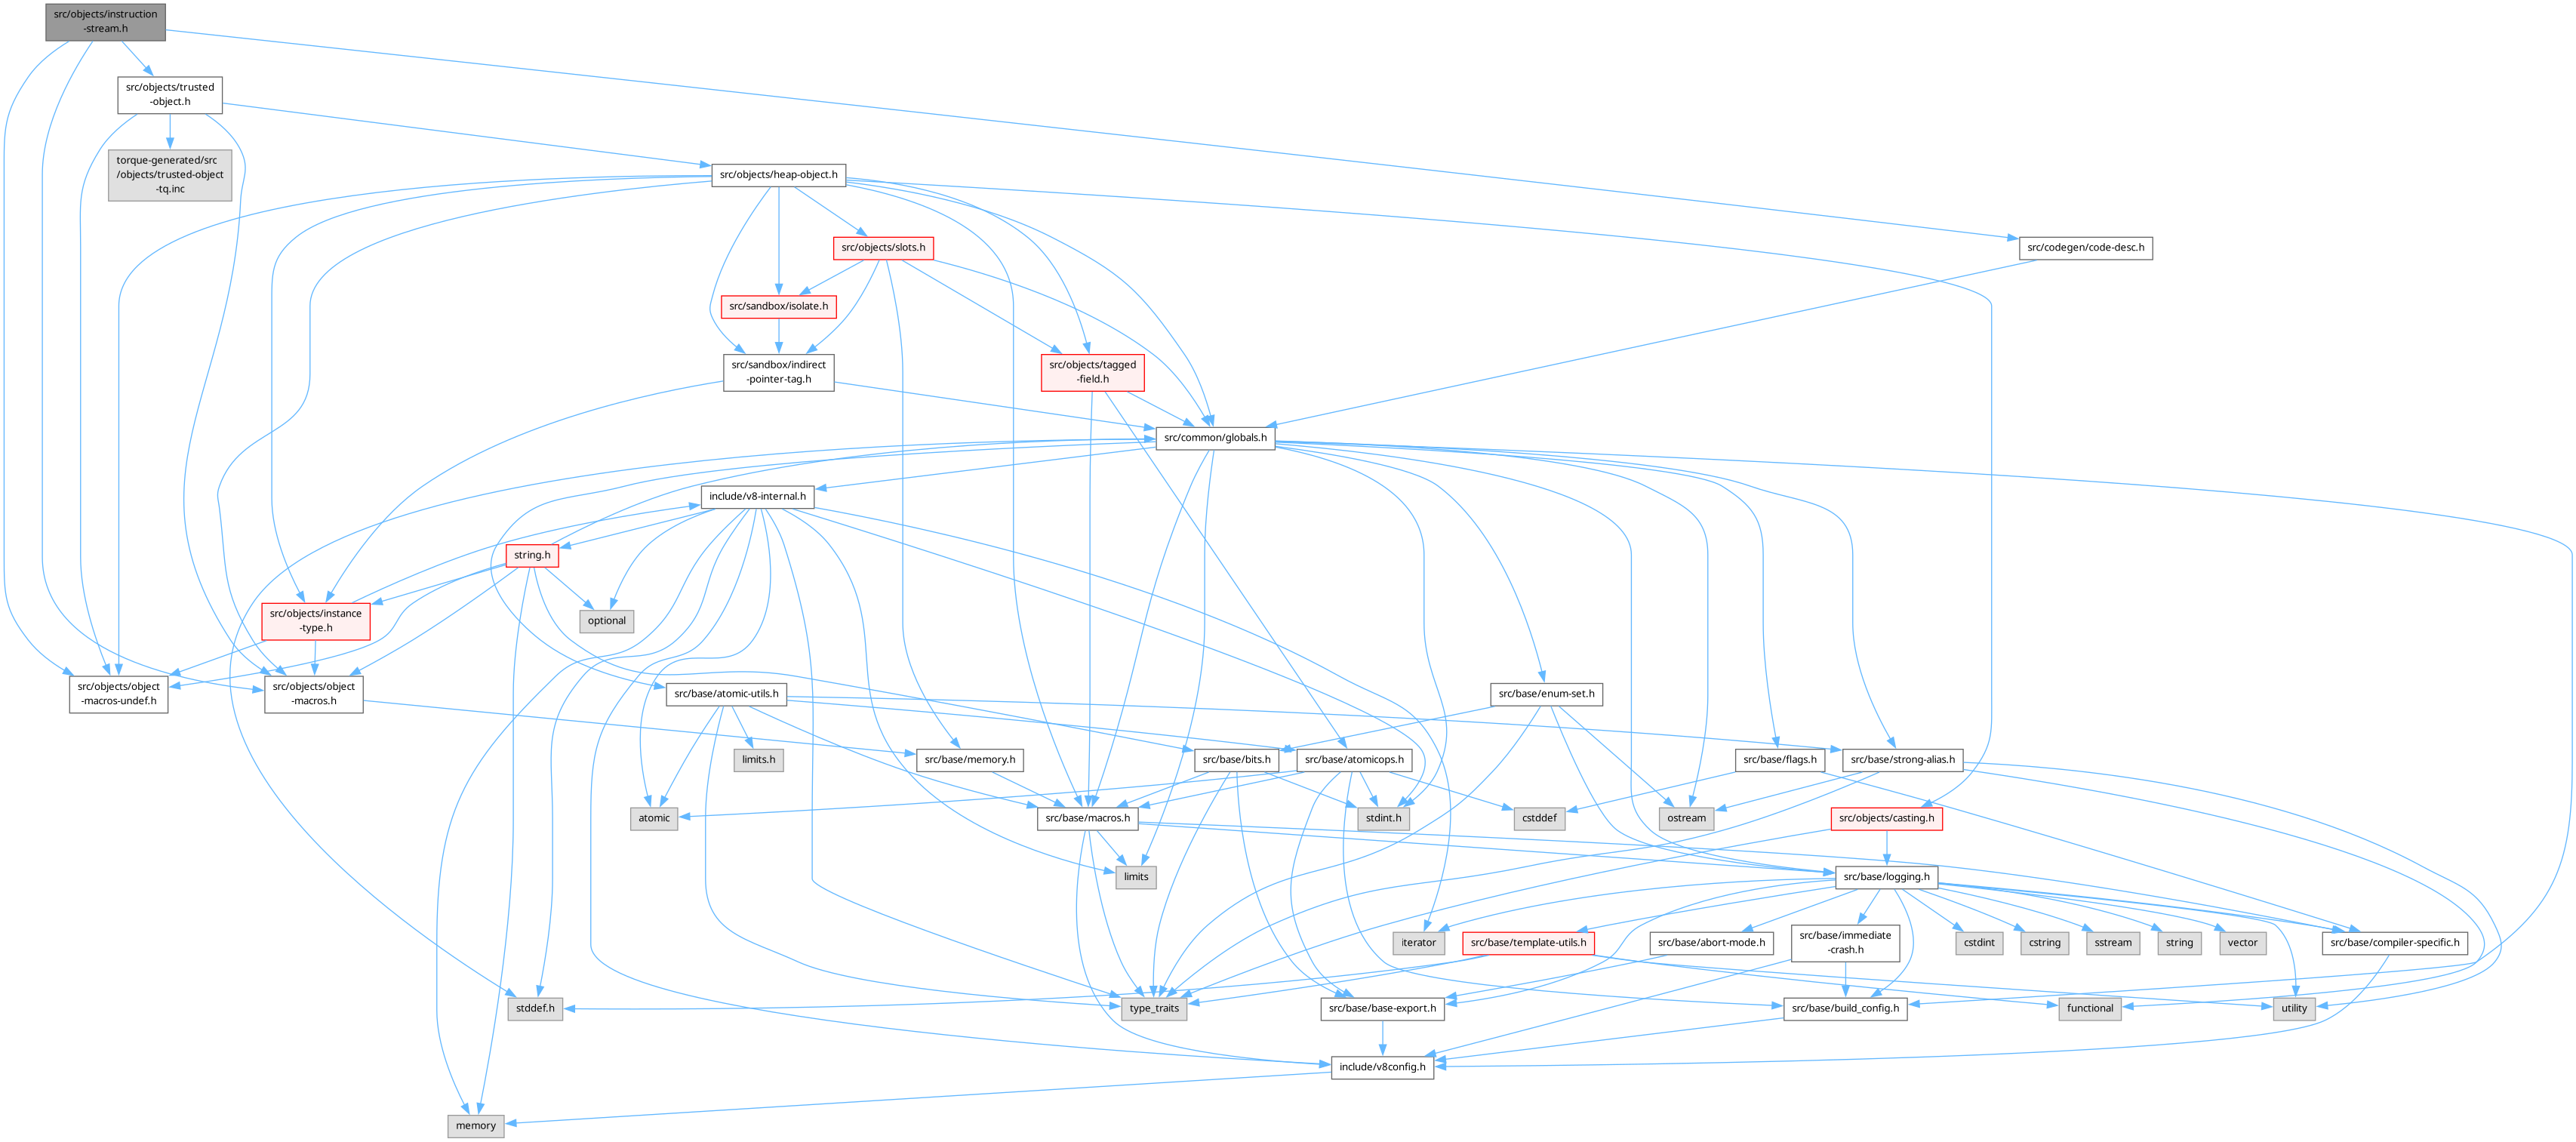 src/objects/instruction
-stream.h
src/objects/trusted
-object.h
torque-generated/src
/objects/trusted-object
-tq.inc
src/objects/heap-object.h
src/objects/slots.h
src/codegen/code-desc.h
src/sandbox/isolate.h
src/sandbox/indirect
-pointer-tag.h
src/objects/tagged
-field.h
src/common/globals.h
include/v8-internal.h
string.h
src/objects/instance
-type.h
optional
src/objects/object
-macros-undef.h
src/objects/object
-macros.h
src/base/atomic-utils.h
src/base/enum-set.h
limits.h
src/base/memory.h
src/base/bits.h
src/base/atomicops.h
src/base/flags.h
src/base/strong-alias.h
atomic
src/base/macros.h
stdint.h
cstddef
ostream
src/objects/casting.h
limits
src/base/logging.h
iterator
src/base/template-utils.h
src/base/abort-mode.h
src/base/immediate
-crash.h
cstdint
cstring
sstream
string
vector
src/base/compiler-specific.h
stddef.h
type_traits
src/base/base-export.h
src/base/build_config.h
functional
utility
include/v8config.h
memory